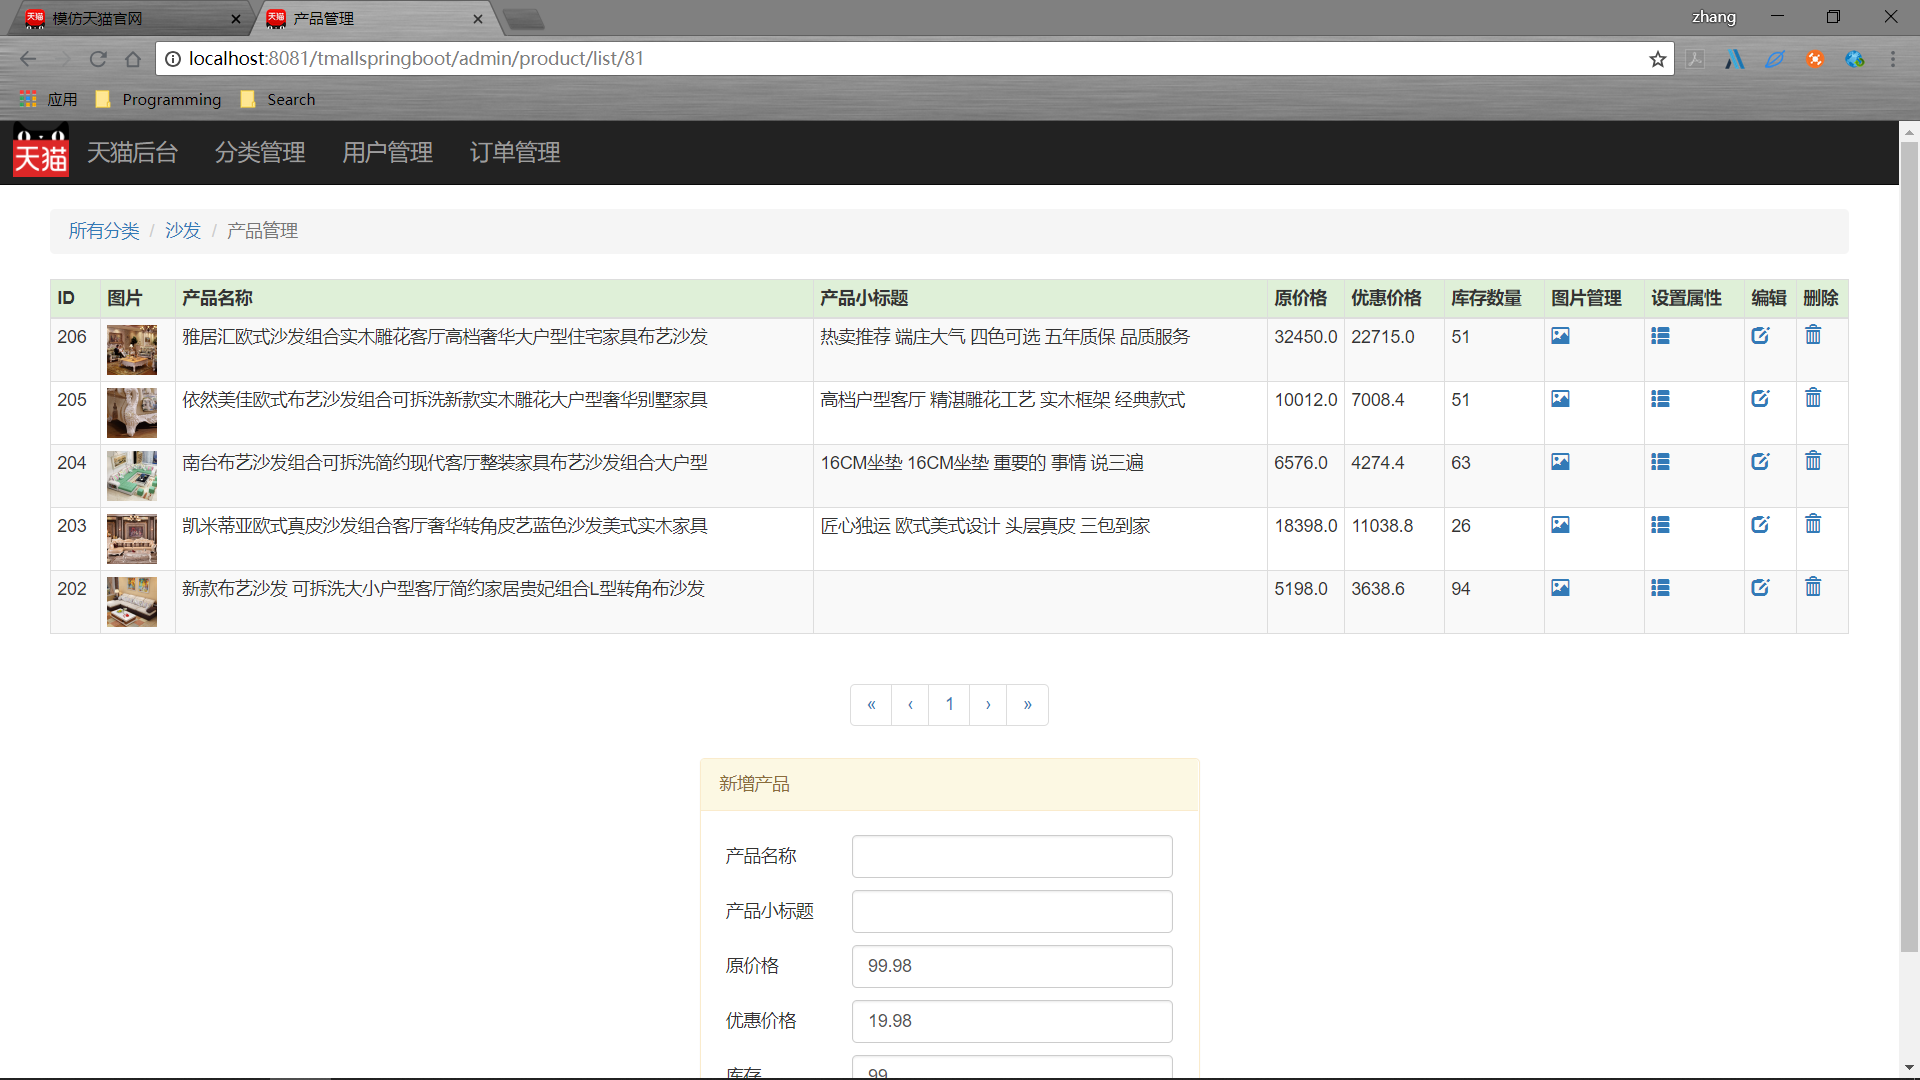 模仿天猫官网
产品管理
zhang
localhost:8081/tmallspringboot/admin/product/list/81
应用 Programming Search
天猫 天猫后台 分类管理 用户管理 订单管理
所有分类 / 沙发 / 产品管理
ID 图片 产品名称 产品小标题 原价格 优惠价格 库存数量 图片管理 设置属性 编辑 删除
206 雅居汇欧式沙发组合实木雕花客厅高档奢华大户型住宅家具布艺沙发 热卖推荐 端庄大气 四色可选 五年质保 品质服务 32450.0 22715.0 51
205 依然美佳欧式布艺沙发组合可拆洗新款实木雕花大户型奢华别墅家具 高档户型客厅 精湛雕花工艺 实木框架 经典款式 10012.0 7008.4 51
204 南台布艺沙发组合可拆洗简约现代客厅整装家具布艺沙发组合大户型 16CM坐垫 16CM坐垫 重要的 事情 说三遍 6576.0 4274.4 63
203 凯米蒂亚欧式真皮沙发组合客厅奢华转角皮艺蓝色沙发美式实木家具 匠心独运 欧式美式设计 头层真皮 三包到家 18398.0 11038.8 26
202 新款布艺沙发 可拆洗大小户型客厅简约家居贵妃组合L型转角布沙发 5198.0 3638.6 94
« ‹ 1 › »
新增产品
产品名称
产品小标题
原价格 99.98
优惠价格 19.98
库存 99